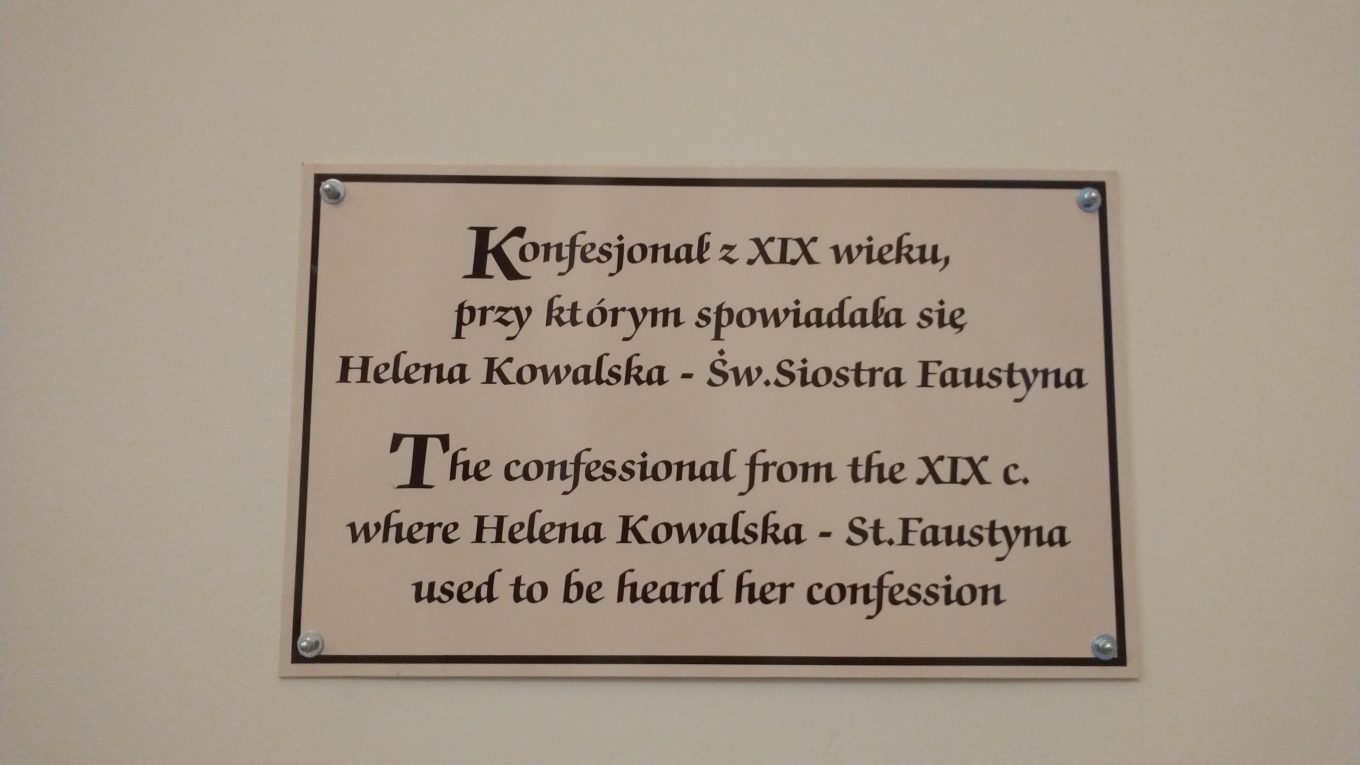 Konfesjonał z XIX wieku,
przy którym spowiadała się
Helena Kowalska - Św.Siostra Faustyna
The confessional from the XIX c.
where Helena Kowalska - St.Faustyna
used to be heard her confession